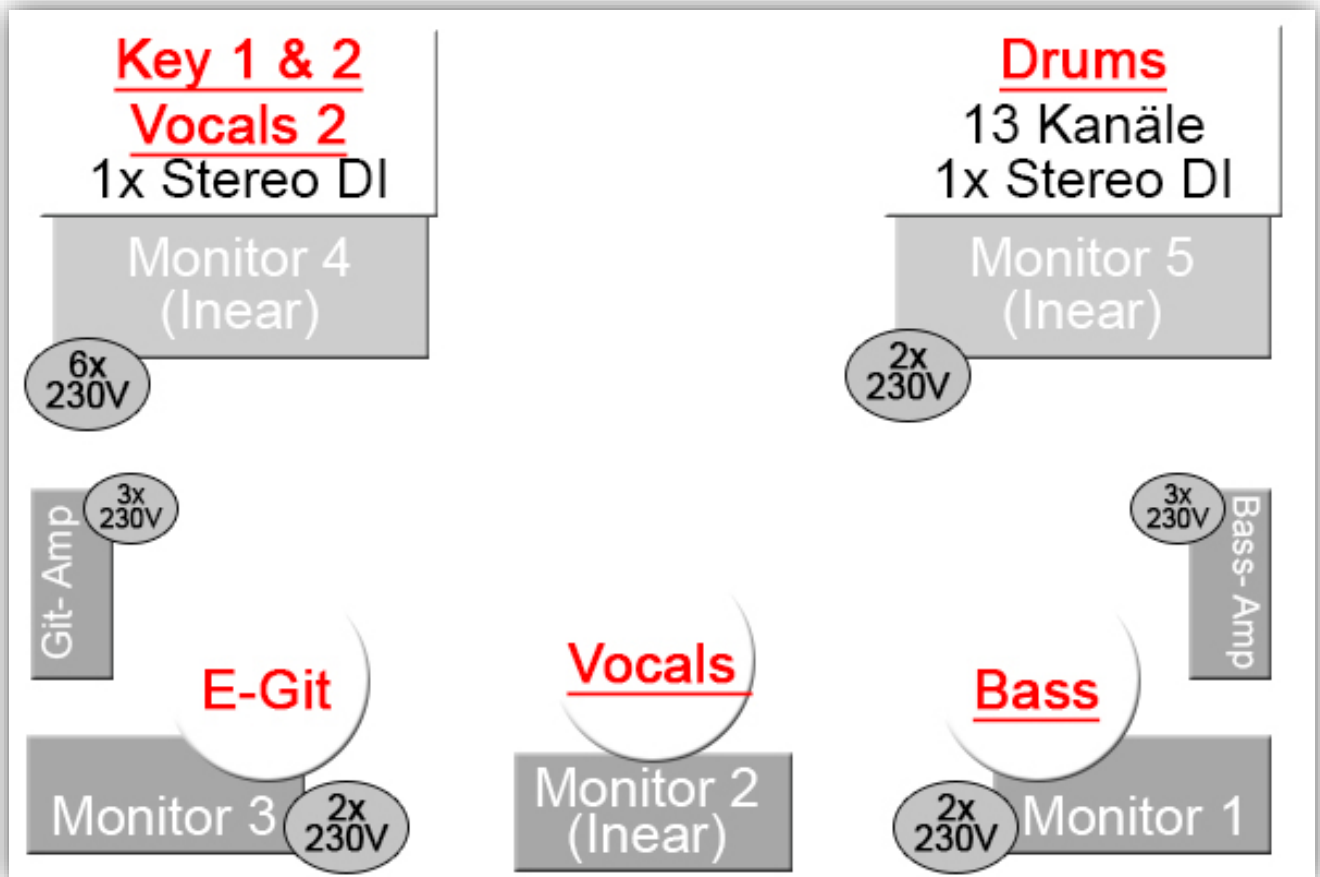 Key 1 & 2
Vocals 2
1x Stereo DI
Monitor 4
(Inear)
6x
230V
Drums
13 Kanäle
1x Stereo DI
Monitor 5
(Inear)
2x
230V
Git- Amp
3x
230V
3x
230V
Bass- Amp
E-Git
Vocals
Bass
Monitor 3
2x
230V
Monitor 2
(Inear)
2x
230V
Monitor 1